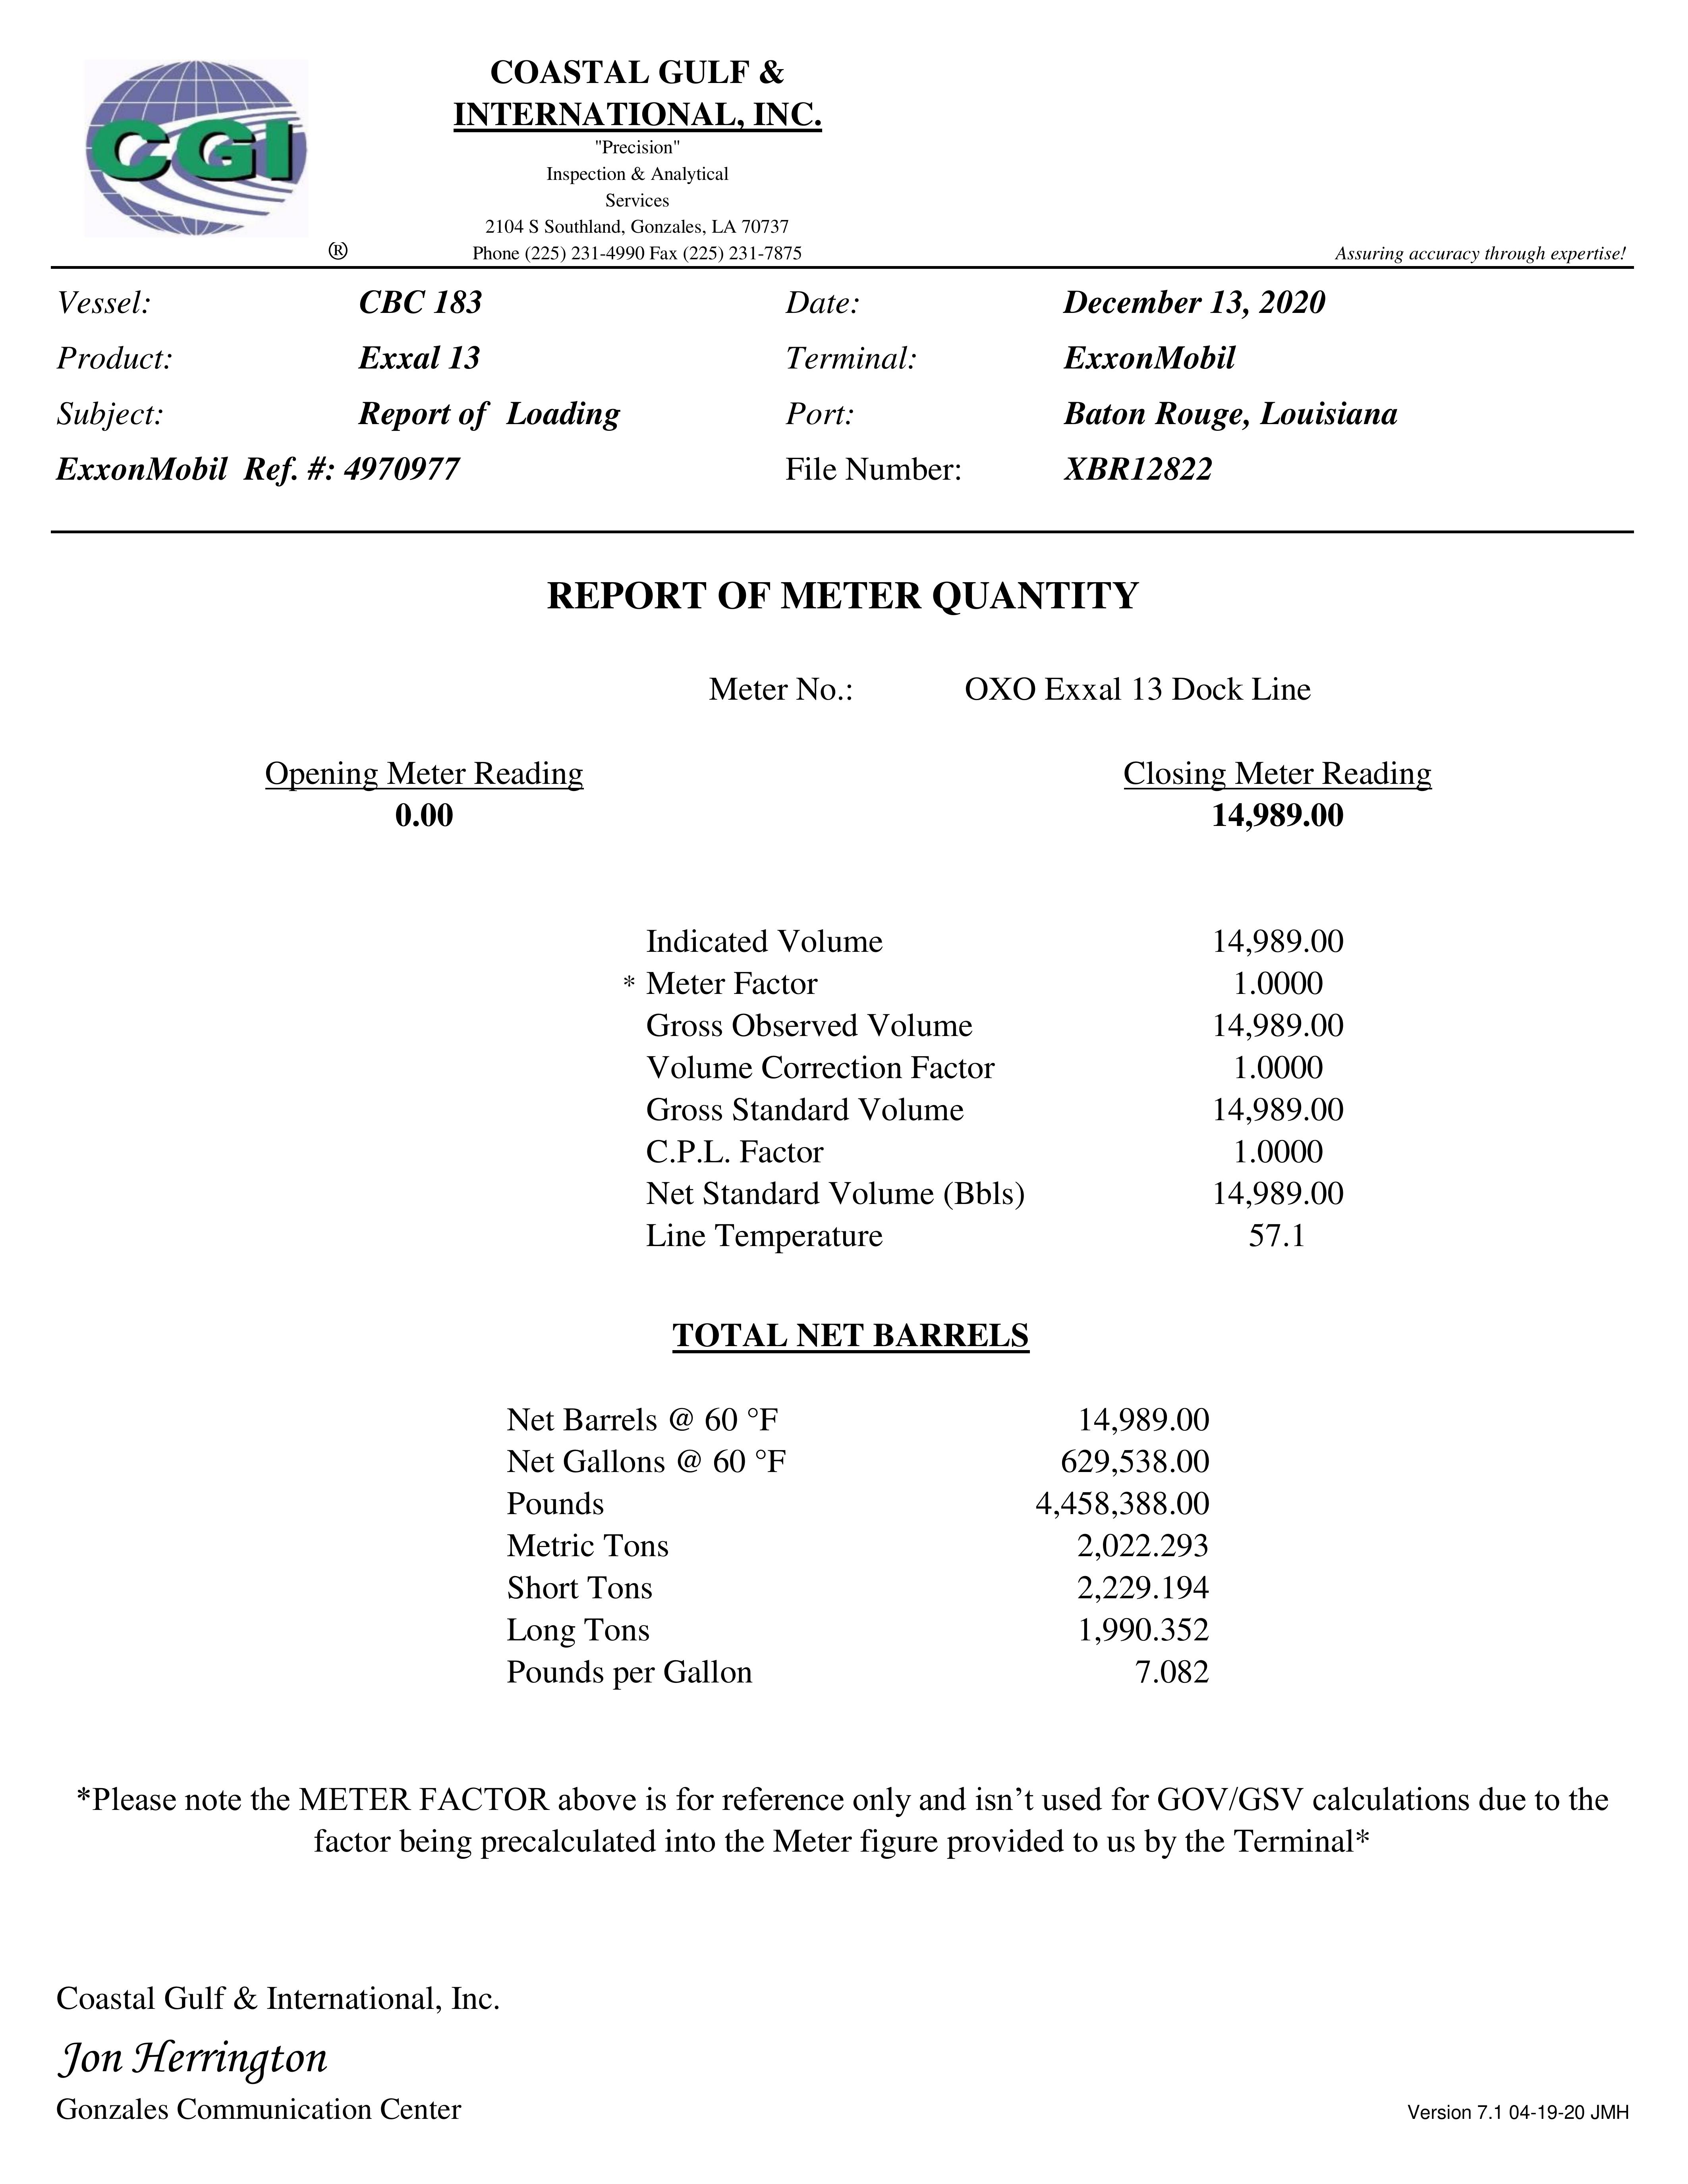 CGI
®
COASTAL GULF &
INTERNATIONAL, INC.
"Precision"
Inspection & Analytical
Services
2104 S Southland, Gonzales, LA 70737
Phone (225) 231-4990 Fax (225) 231-7875
Assuring accuracy through expertise!
Vessel: CBC 183 Date: December 13, 2020
Product: Exxal 13 Terminal: ExxonMobil
Subject: Report of Loading Port: Baton Rouge, Louisiana
ExxonMobil Ref. #: 4970977 File Number: XBR12822
REPORT OF METER QUANTITY
Meter No.: OXO Exxal 13 Dock Line
Opening Meter Reading Closing Meter Reading
0.00 14,989.00
Indicated Volume 14,989.00
* Meter Factor 1.0000
Gross Observed Volume 14,989.00
Volume Correction Factor 1.0000
Gross Standard Volume 14,989.00
C.P.L. Factor 1.0000
Net Standard Volume (Bbls) 14,989.00
Line Temperature 57.1
TOTAL NET BARRELS
Net Barrels @ 60 °F 14,989.00
Net Gallons @ 60 °F 629,538.00
Pounds 4,458,388.00
Metric Tons 2,022.293
Short Tons 2,229.194
Long Tons 1,990.352
Pounds per Gallon 7.082
*Please note the METER FACTOR above is for reference only and isn’t used for GOV/GSV calculations due to the
factor being precalculated into the Meter figure provided to us by the Terminal*
Coastal Gulf & International, Inc.
Jon Herrington
Gonzales Communication Center
Version 7.1 04-19-20 JMH